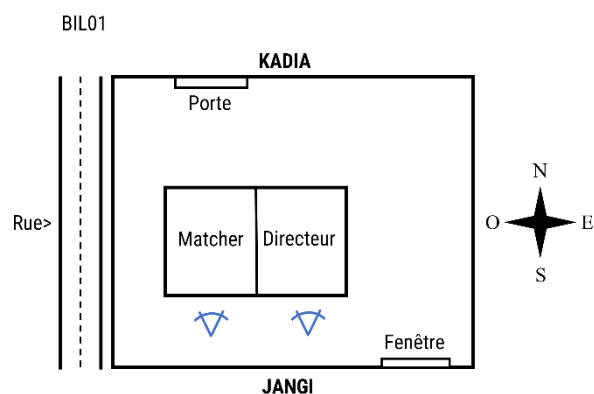 BIL01
KADIA
Porte
Matcher
Directeur
Rue>
N
O
E
S
Fenêtre
JANGI